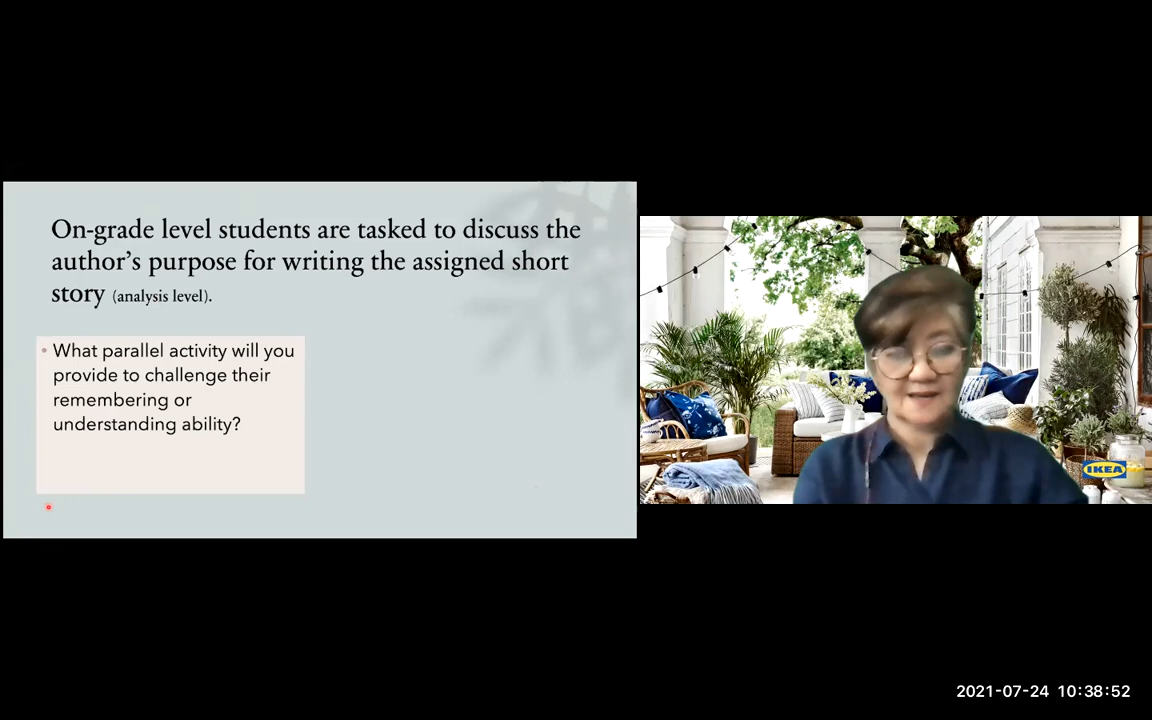 On-grade level students are tasked to discuss the
author's purpose for writing the assigned short
story (analysis level).
• What parallel activity will you
provide to challenge their
remembering or
understanding ability?
IKEA
2021-07-24 10:38:52